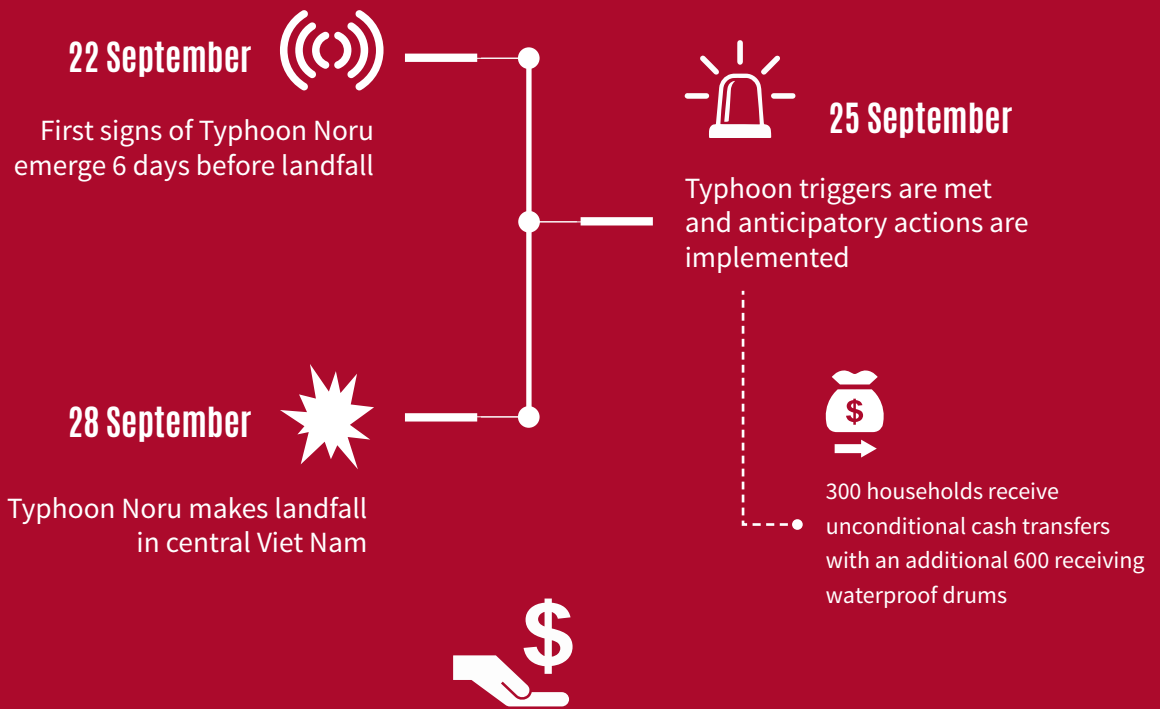 22 September
First signs of Typhoon Noru
emerge 6 days before landfall
25 September
Typhoon triggers are met
and anticipatory actions are
implemented
$
300 households receive
unconditional cash transfers
with an additional 600 receiving
waterproof drums
28 September
Typhoon Noru makes landfall
in central Viet Nam
$